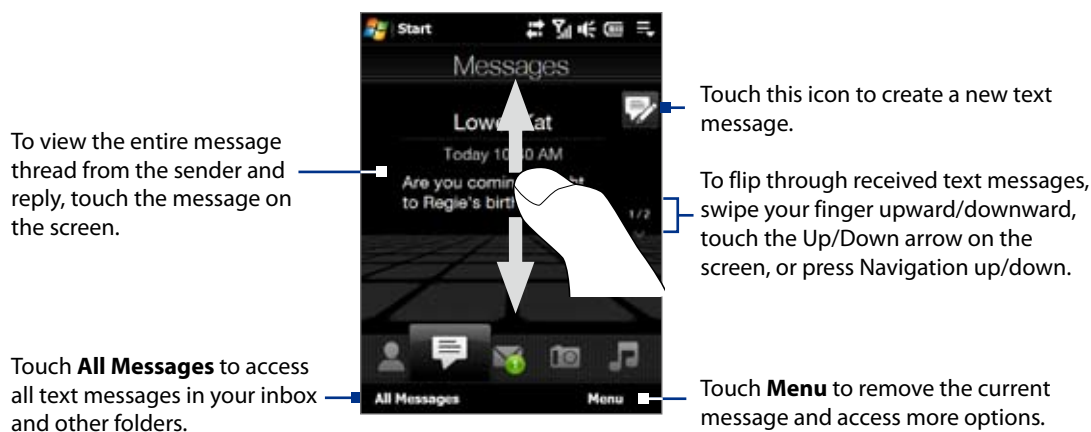 Start
Messages
Today 10
AM
Are you
to Regie's
1/2
All Messages
Menu
1
To view the entire message
thread from the sender and
reply, touch the message on
the screen.
Touch All Messages to access
all text messages in your inbox
and other folders.
Touch this icon to create a new text
message.
To flip through received text messages,
swipe your finger upward/downward,
touch the Up/Down arrow on the
screen, or press Navigation up/down.
Touch Menu to remove the current
message and access more options.